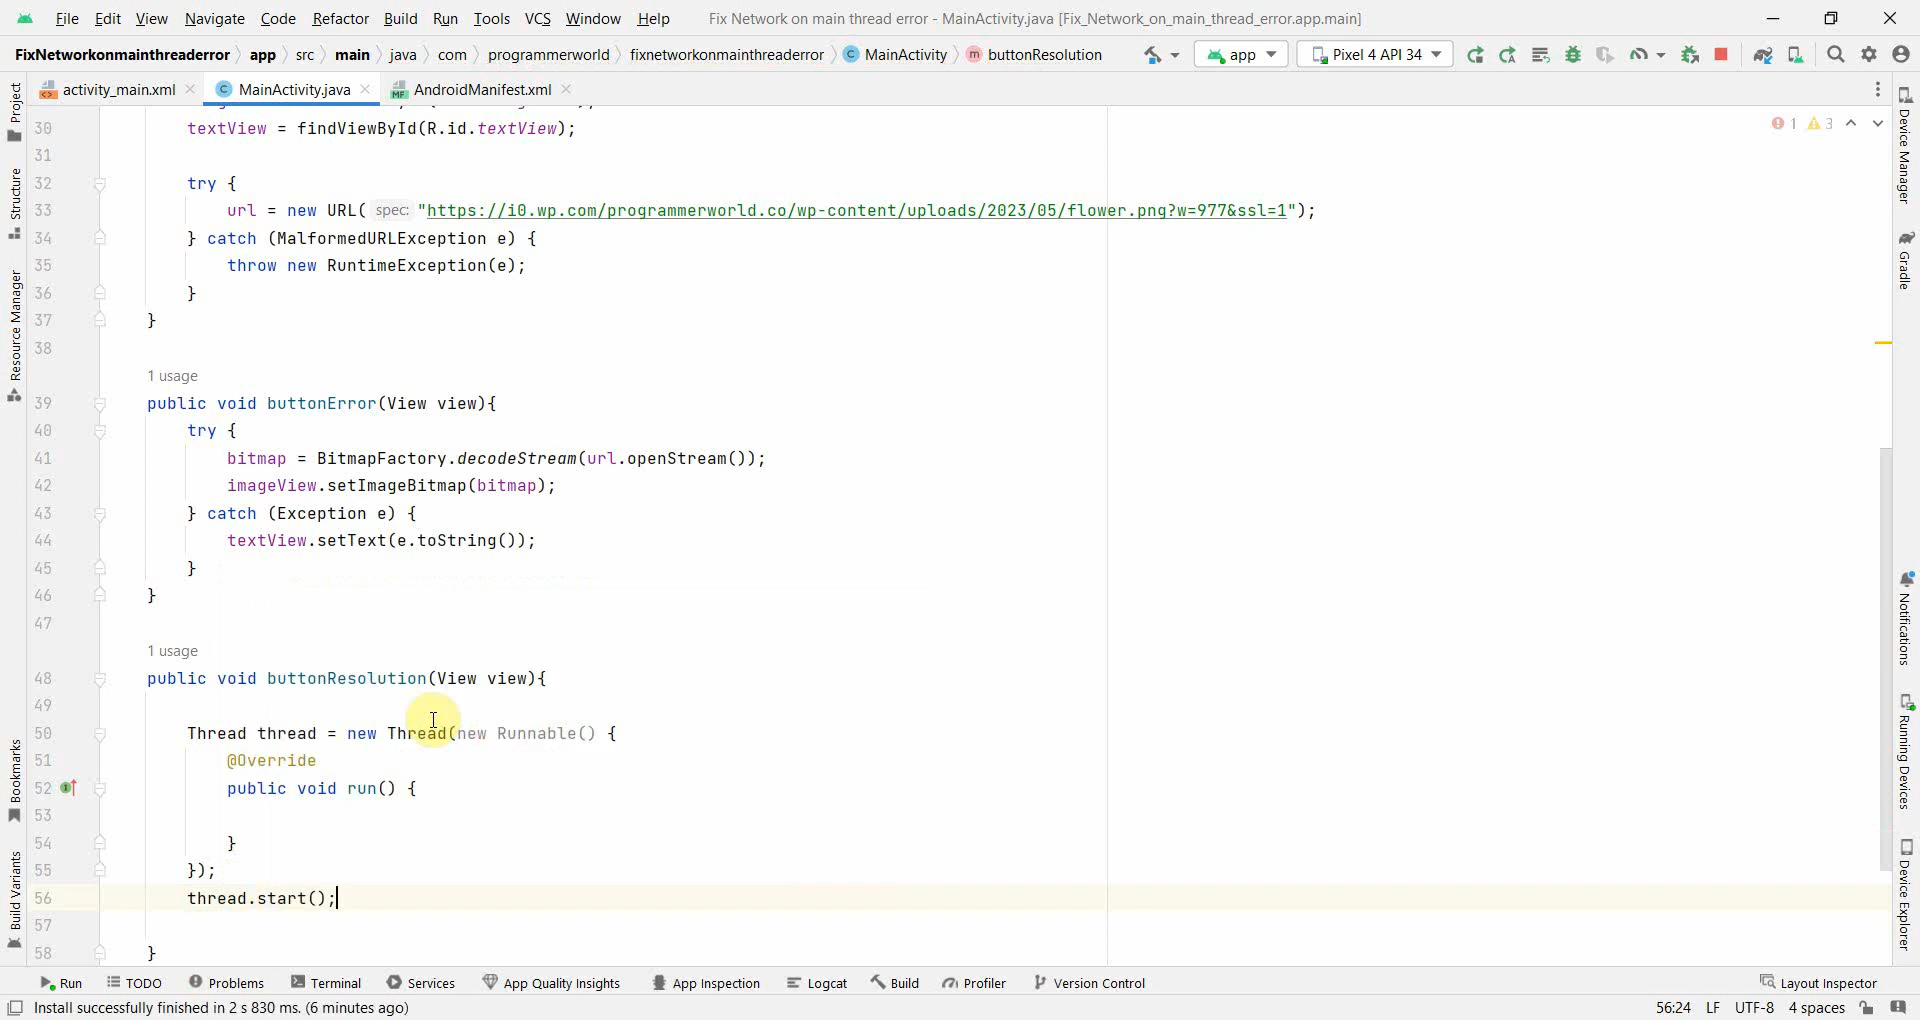 File Edit View Navigate Code Refactor Build Run Tools VCS Window Help Fix Network on main thread error - MainActivity.java [Fix_Network_on_main_thread_error.app.main]
FixNetworkonmainthreaderror app src main java com programmerworld fixnetworkonmainthreaderror MainActivity buttonResolution app Pixel 4 API 34
activity_main.xml MainActivity.java AndroidManifest.xml
30 textView = findViewById(R.id.textView);
1 3
31
32 try {
33 url = new URL( spec: "https://i0.wp.com/programmerworld.co/wp-content/uploads/2023/05/flower.png?w=977&ssl=1");
34 } catch (MalformedURLException e) {
35 throw new RuntimeException(e);
36 }
37 }
38
1 usage
39 public void buttonError(View view){
40 try {
41 bitmap = BitmapFactory.decodeStream(url.openStream());
42 imageView.setImageBitmap(bitmap);
43 } catch (Exception e) {
44 textView.setText(e.toString());
45 }
46 }
47
1 usage
48 public void buttonResolution(View view){
49
50 Thread thread = new Thread(new Runnable() {
51 @Override
52 public void run() {
53
54 }
55 });
56 thread.start();
57
58 }
Project
Structure
Resource Manager
Bookmarks
Build Variants
Device Manager
Gradle
Notifications
Running Devices
Device Explorer
Run TODO Problems Terminal Services App Quality Insights App Inspection Logcat Build Profiler Version Control Layout Inspector
Install successfully finished in 2 s 830 ms. (6 minutes ago) 56:24 LF UTF-8 4 spaces